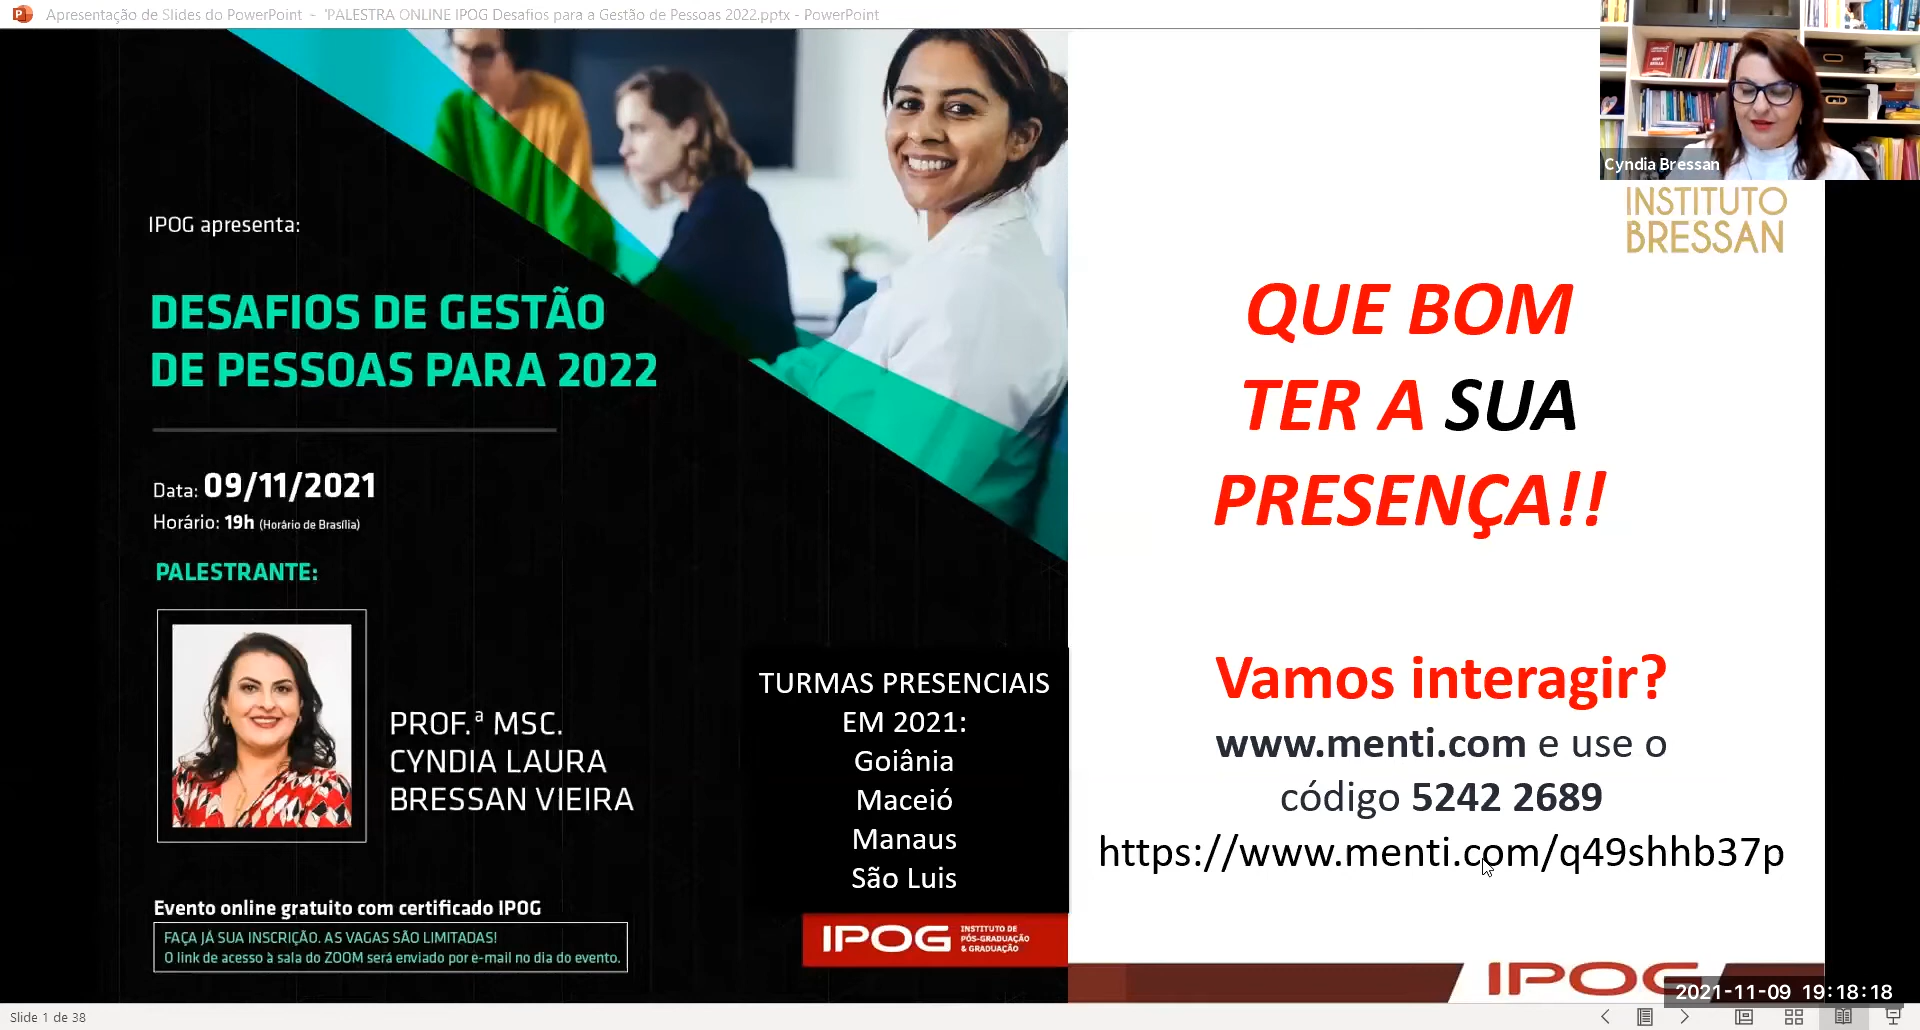 Apresentação de Slides do PowerPoint - 'PALESTRA ONLINE IPOG Desafios para a Gestão de Pessoas 2022.pptx - PowerPoint
IPOG apresenta:
DESAFIOS DE GESTÃO
DE PESSOAS PARA 2022
Data: 09/11/2021
Horário: 19h (Horário de Brasília)
PALESTRANTE:
PROF.ª MSC.
CYNDIA LAURA
BRESSAN VIEIRA
Evento online gratuito com certificado IPOG
FAÇA JÁ SUA INSCRIÇÃO. AS VAGAS SÃO LIMITADAS!
O link de acesso à sala do ZOOM será enviado por e-mail no dia do evento.
TURMAS PRESENCIAIS
EM 2021:
Goiânia
Maceió
Manaus
São Luis
IPOG
INSTITUTO DE
PÓS-GRADUAÇÃO
& GRADUAÇÃO
Cyndia Bressan
INSTITUTO
BRESSAN
QUE BOM
TER A SUA
PRESENÇA!!
Vamos interagir?
www.menti.com e use o
código 5242 2689
https://www.menti.com/q49shhb37p
IPOG
2021-11-09 19:18:18
Slide 1 de 38